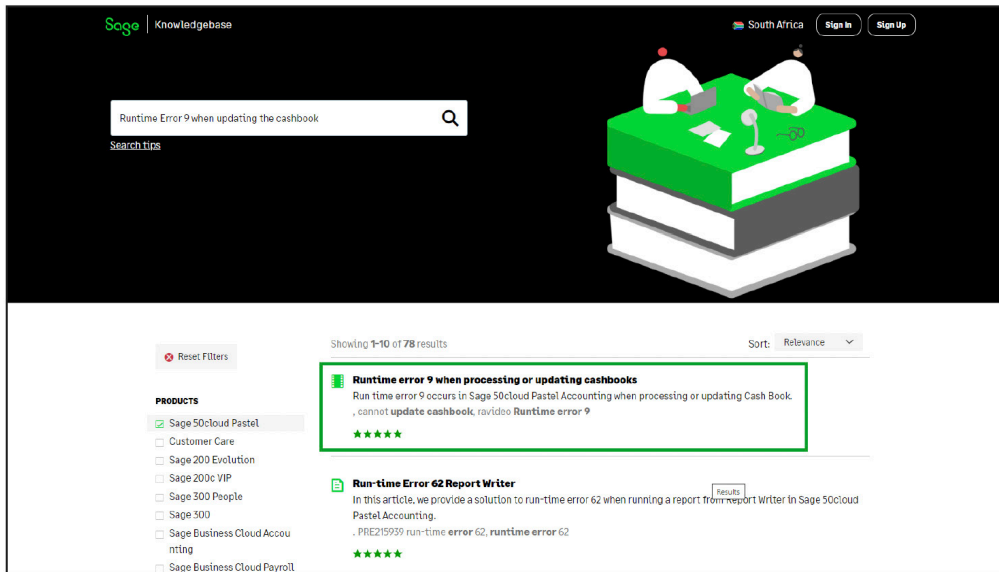 Sage | Knowledgebase
South Africa
Sign In
Sign Up
Runtime Error 9 when updating the cashbook
Search tips
Reset Filters
PRODUCTS
Sage 50cloud Pastel
Customer Care
Sage 200 Evolution
Sage 200c VIP
Sage 300 People
Sage 300
Sage Business Cloud Accou
nting
Sage Business Cloud Payroll
Showing 1-10 of 78 results
Sort: Relevance
Runtime error 9 when processing or updating cashbooks
Run time error 9 occurs in Sage 50cloud Pastel Accounting when processing or updating Cash Book.
, cannot update cashbook, ravideo Runtime error 9
Run-time Error 62 Report Writer
Results
In this article, we provide a solution to run-time error 62 when running a report from Report Writer in Sage 50cloud
Pastel Accounting.
, PRE215939 run-time error 62, runtime error 62